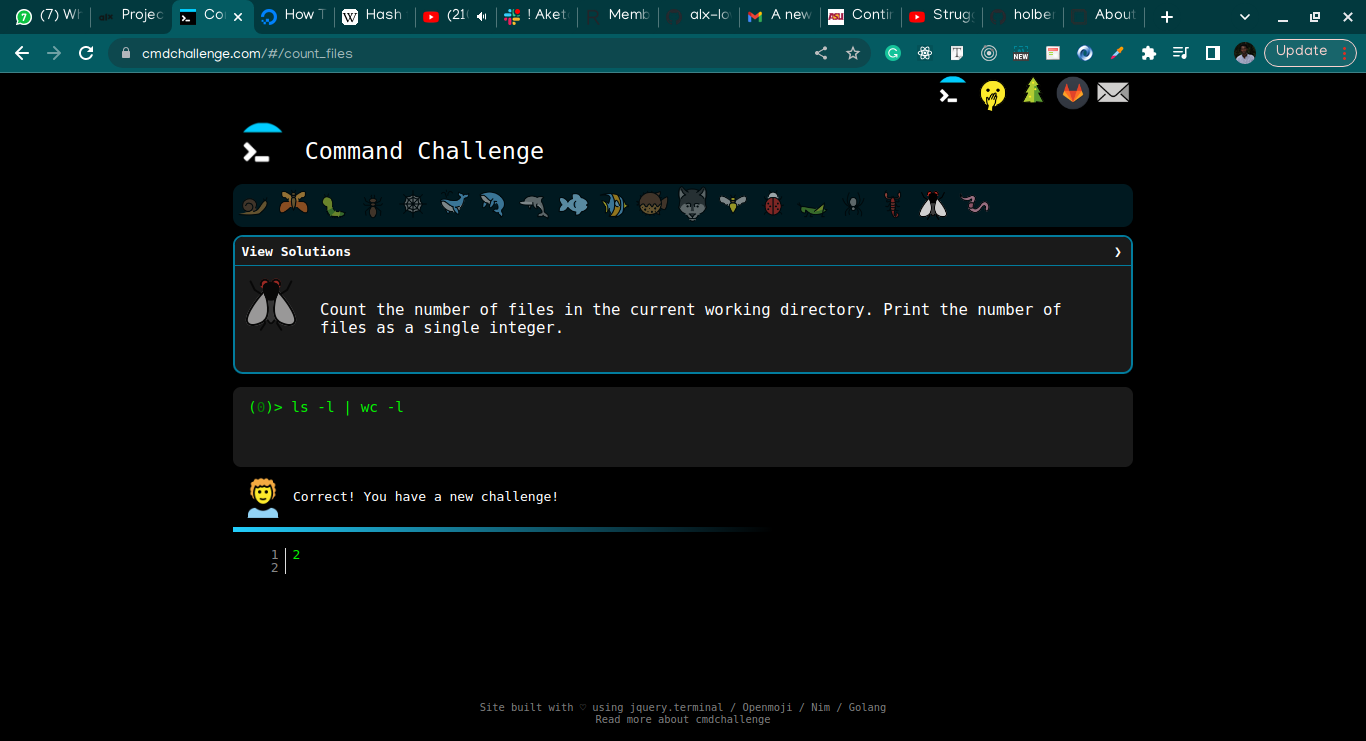 (7) Wh
Projec
Co
How T
Hash
(210
! Aket
Memb
alx-lo
A new
Contin
Strugg
holber
About
cmdchallenge.com/#/count_files
NEW
Update
Command Challenge
View Solutions
Count the number of files in the current working directory. Print the number of
files as a single integer.
(0)> ls -l | wc -l
Correct! You have a new challenge!
1 2
2
Site built with ♡ using jquery.terminal / Openmoji / Nim / Golang
Read more about cmdchallenge